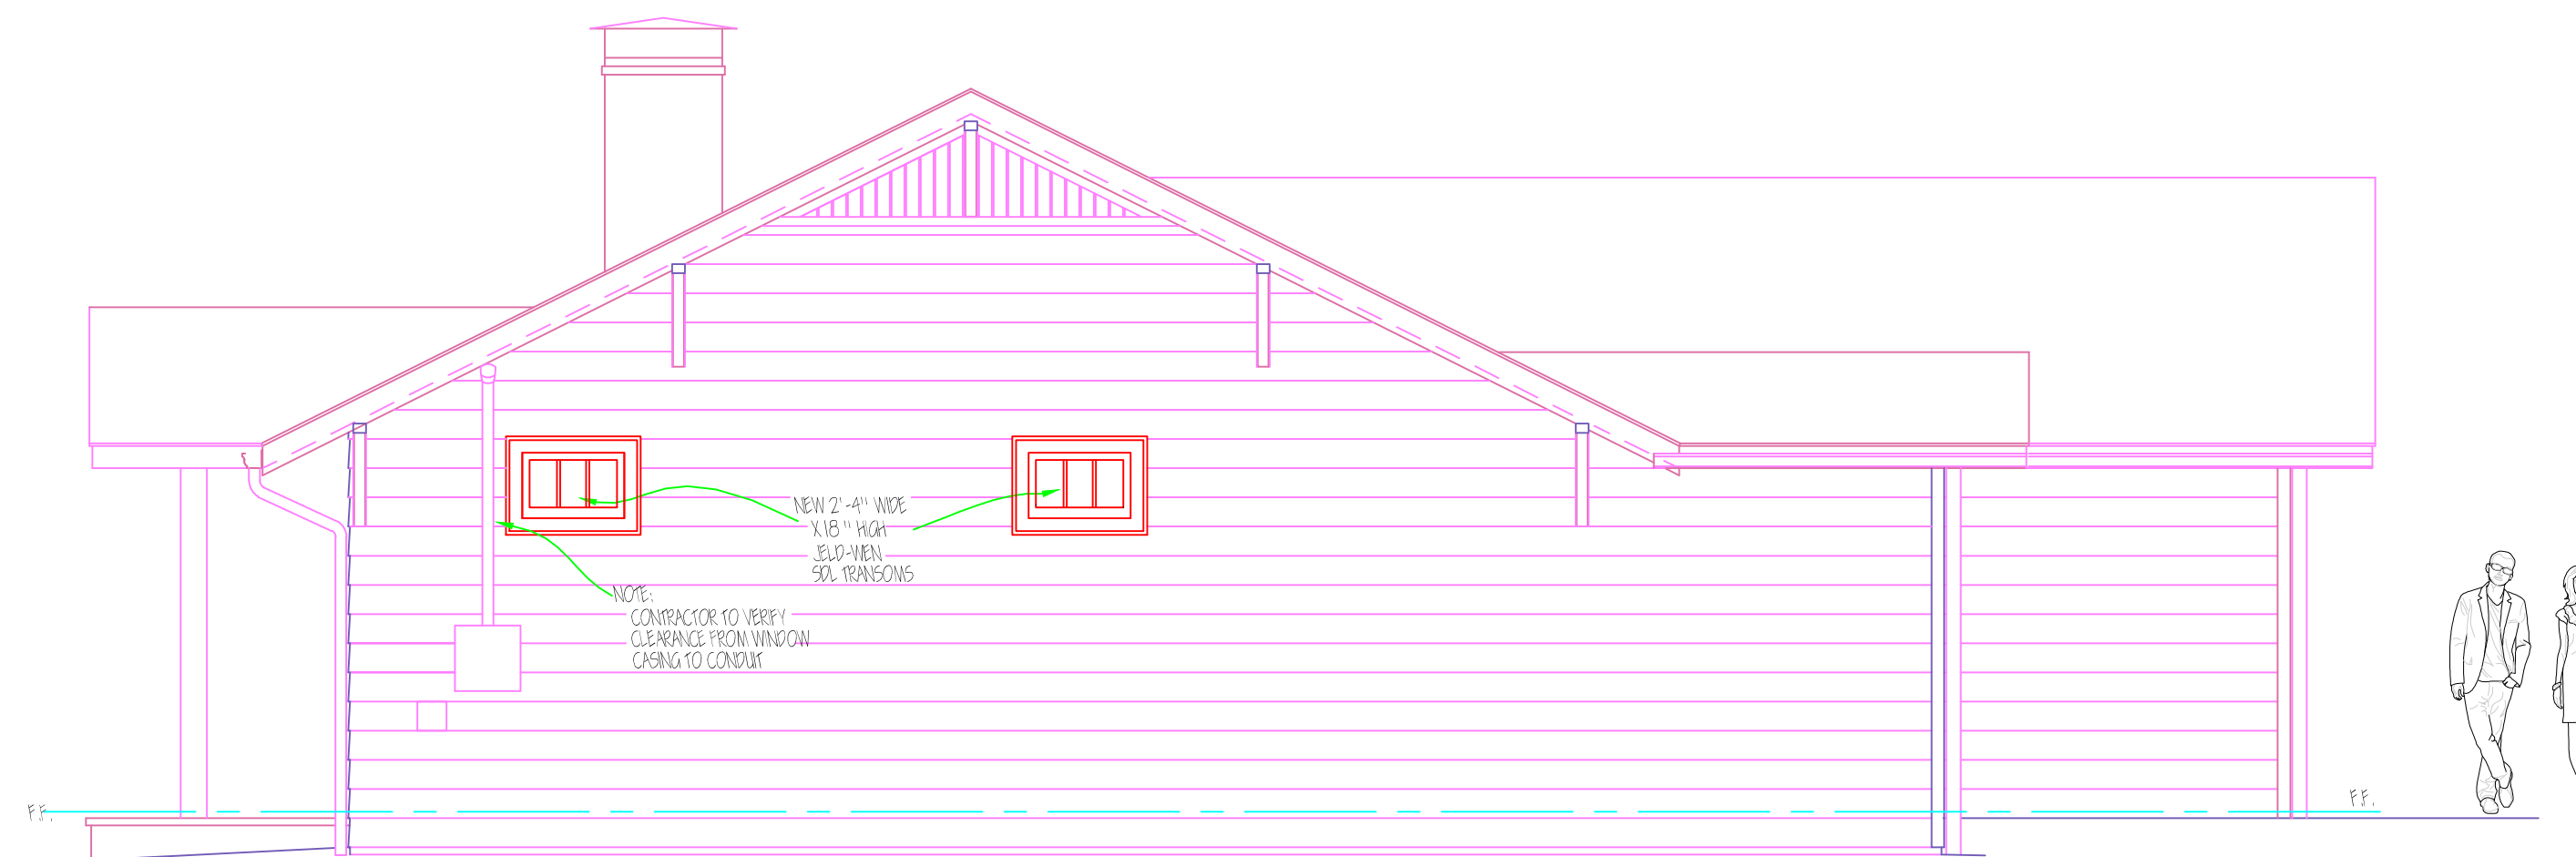 NEW 2'-4" WIDE
X 18" HIGH
JELD-WEN
SDL TRANSOMS
NOTE:
CONTRACTOR TO VERIFY
CLEARANCE FROM WINDOW
CASING TO CONDUIT
F.F.
F.F.